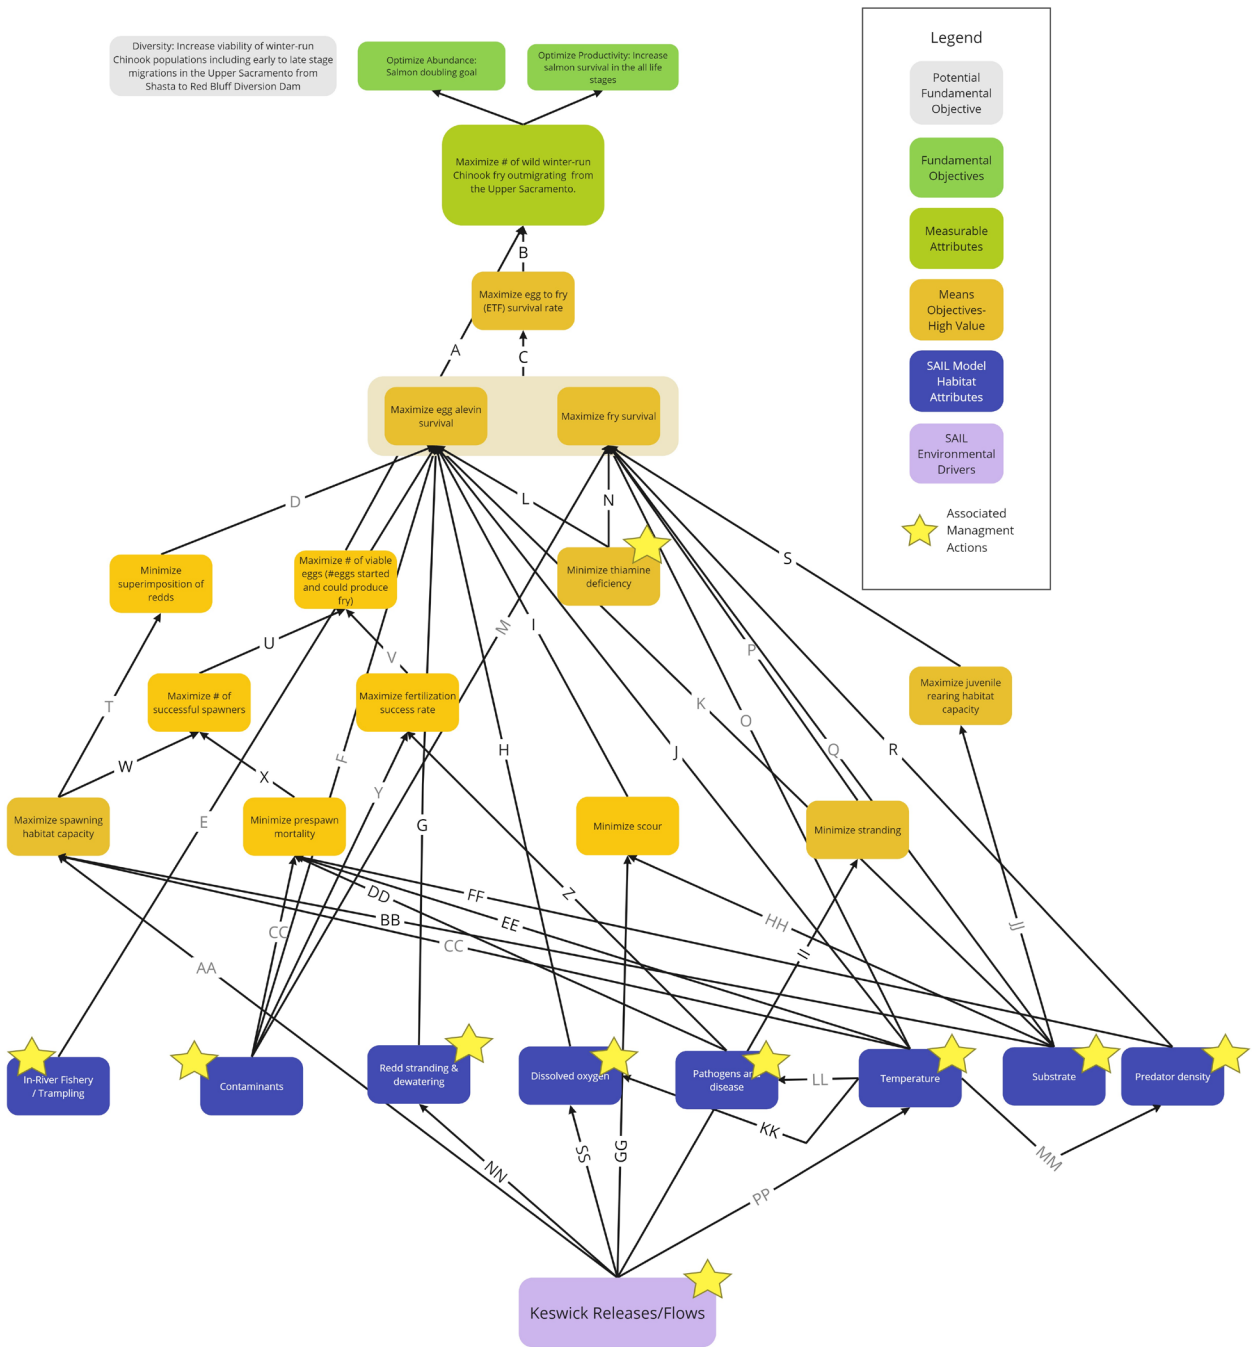 Legend
Potential
Fundamental
Objective
Fundamental
Objectives
Measurable
Attributes
Means
Objectives-
High Value
SAIL Model
Habitat
Attributes
SAIL
Environmental
Drivers
Associated
Managment
Actions
Diversity: Increase viability of winter-run
Chinook populations including early to late stage
migrations in the Upper Sacramento from
Shasta to Red Bluff Diversion Dam
Optimize Abundance:
Salmon doubling goal
Optimize Productivity: Increase
salmon survival in the all life
stages
Maximize # of wild winter-run
Chinook fry outmigrating from
the Upper Sacramento.
B
Maximize egg to fry
(ETF) survival rate
A
C
Maximize egg alevin
survival
Maximize fry survival
D
L
N
S
Minimize
superimposition of
redds
Maximize # of viable
eggs (#eggs started
and could produce
fry)
Minimize thiamine
deficiency
U
V
M
I
P
T
Maximize # of
successful spawners
Maximize fertilization
success rate
K
O
Maximize juvenile
rearing habitat
capacity
W
X
F
Y
H
J
Q
R
E
G
Maximize spawning
habitat capacity
Minimize prespawn
mortality
Minimize scour
Minimize stranding
DD
FF
Z
BB
EE
CC
CC
HH
II
JJ
AA
In-River Fishery
/ Trampling
Contaminants
Redd stranding &
dewatering
Dissolved oxygen
Pathogens and
disease
LL
Temperature
Substrate
Predator density
KK
GG
SS
NN
PP
MM
Keswick Releases/Flows